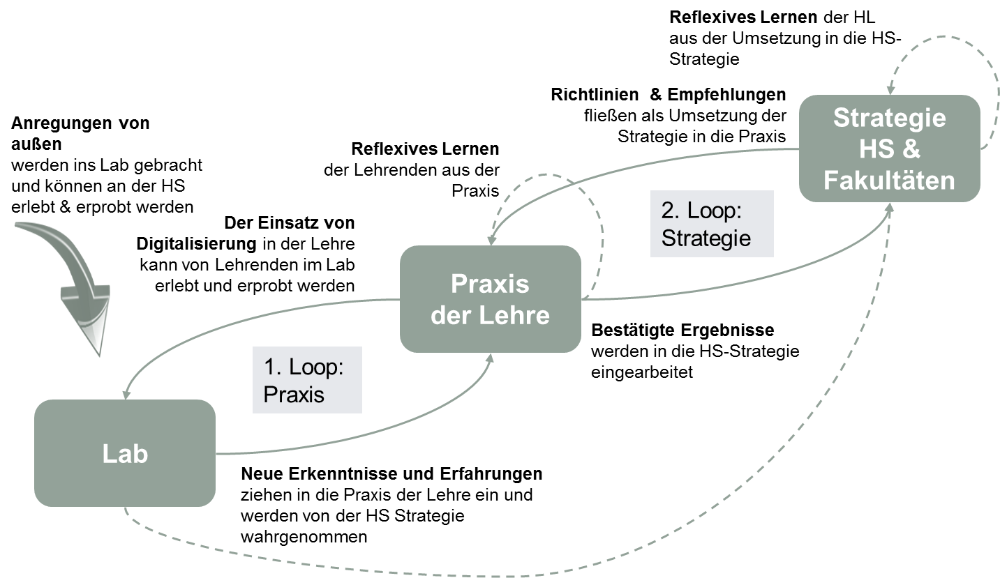 Reflexives Lernen der HL
aus der Umsetzung in die HS-
Strategie
Richtlinien & Empfehlungen
fließen als Umsetzung der
Strategie in die Praxis
Strategie
HS &
Fakultäten
Anregungen von
außen
werden ins Lab gebracht
und können an der HS
erlebt & erprobt werden
Reflexives Lernen
der Lehrenden aus der
Praxis
2. Loop:
Strategie
Der Einsatz von
Digitalisierung in der Lehre
kann von Lehrenden im Lab
erlebt und erprobt werden
Praxis
der Lehre
Bestätigte Ergebnisse
werden in die HS-Strategie
eingearbeitet
1. Loop:
Praxis
Lab
Neue Erkenntnisse und Erfahrungen
ziehen in die Praxis der Lehre ein und
werden von der HS Strategie
wahrgenommen